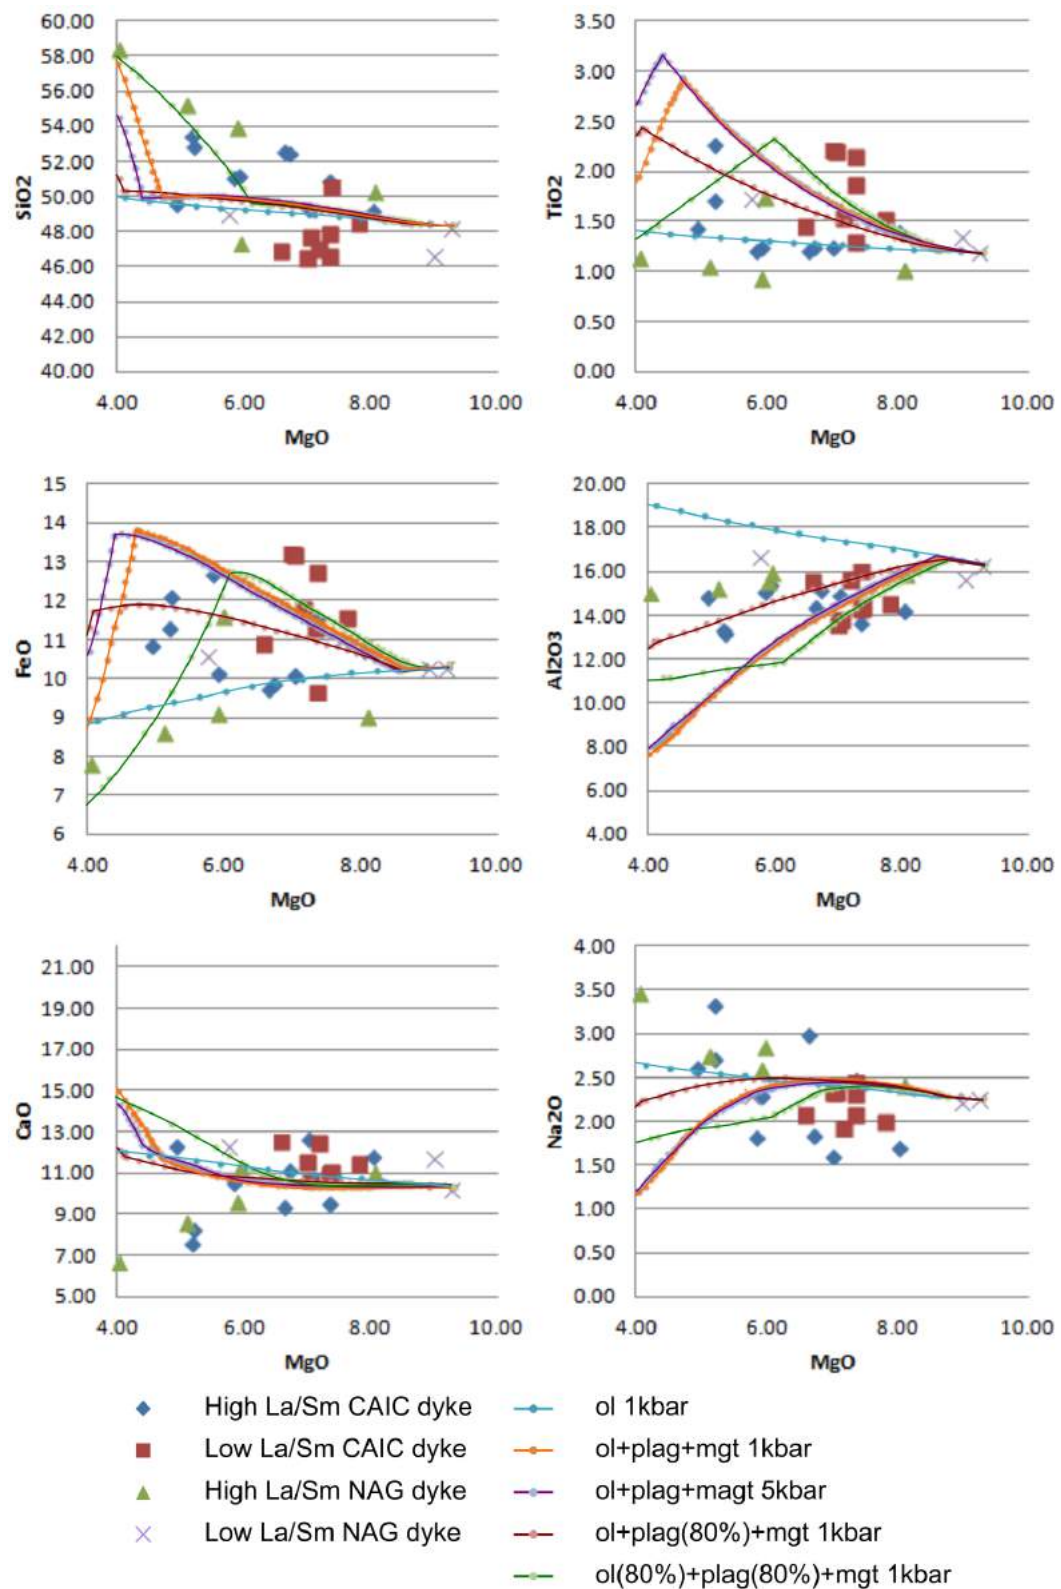 60.00
58.00
56.00
54.00
52.00
50.00
48.00
46.00
44.00
42.00
40.00
SiO2
4.00 6.00 8.00 10.00
MgO
3.50
3.00
2.50
2.00
1.50
1.00
0.50
0.00
TiO2
4.00 6.00 8.00 10.00
MgO
15
14
13
12
11
10
9
8
7
6
FeO
4.00 6.00 8.00 10.00
MgO
20.00
18.00
16.00
14.00
12.00
10.00
8.00
6.00
4.00
Al2O3
4.00 6.00 8.00 10.00
MgO
21.00
19.00
17.00
15.00
13.00
11.00
9.00
7.00
5.00
CaO
4.00 6.00 8.00 10.00
MgO
4.00
3.50
3.00
2.50
2.00
1.50
1.00
0.50
0.00
Na2O
4.00 6.00 8.00 10.00
MgO
High La/Sm CAIC dyke
Low La/Sm CAIC dyke
High La/Sm NAG dyke
Low La/Sm NAG dyke
ol 1kbar
ol+plag+mgt 1kbar
ol+plag+magt 5kbar
ol+plag(80%)+mgt 1kbar
ol(80%)+plag(80%)+mgt 1kbar